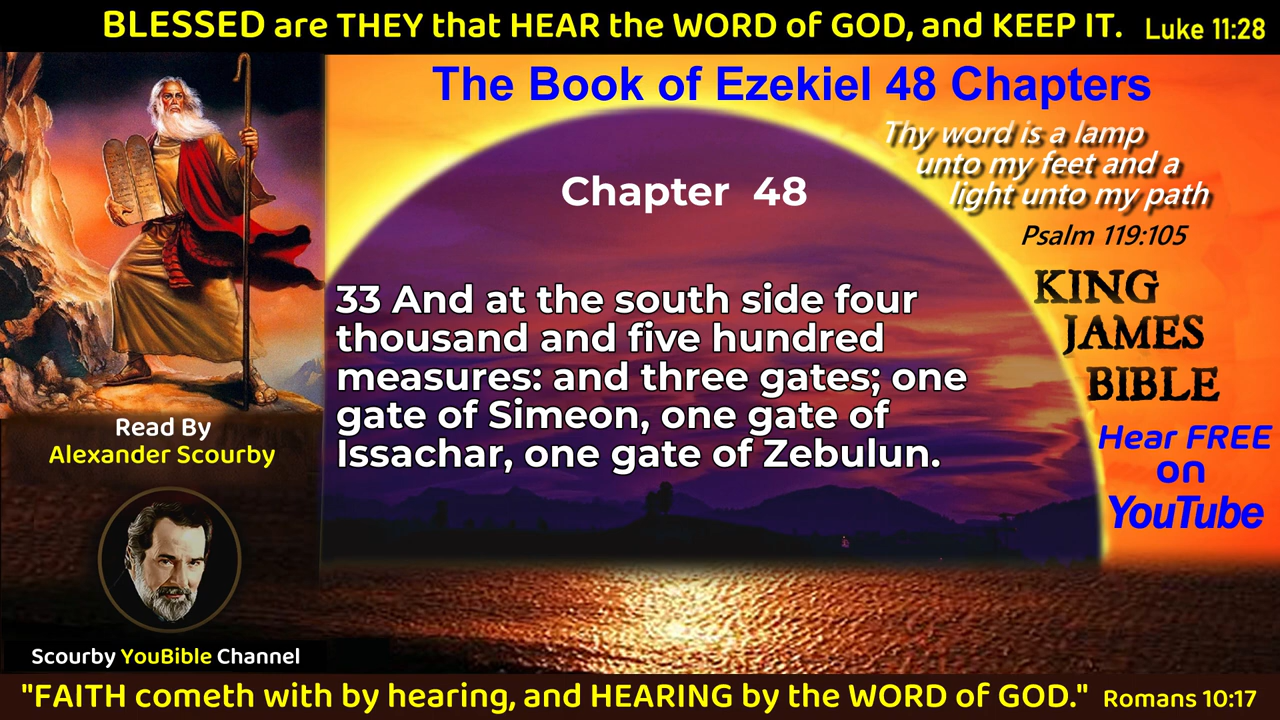 BLESSED are THEY that HEAR the WORD of GOD, and KEEP IT. Luke 11:28
The Book of Ezekiel 48 Chapters
Thy word is a lamp
unto my feet and a
light unto my path
Psalm 119:105
Chapter 48
33 And at the south side four
thousand and five hundred
measures: and three gates; one
gate of Simeon, one gate of
Issachar, one gate of Zebulun.
KING
JAMES
BIBLE
Hear FREE
on
YouTube
Read By
Alexander Scourby
Scourby YouBible Channel
"FAITH cometh with by hearing, and HEARING by the WORD of GOD." Romans 10:17